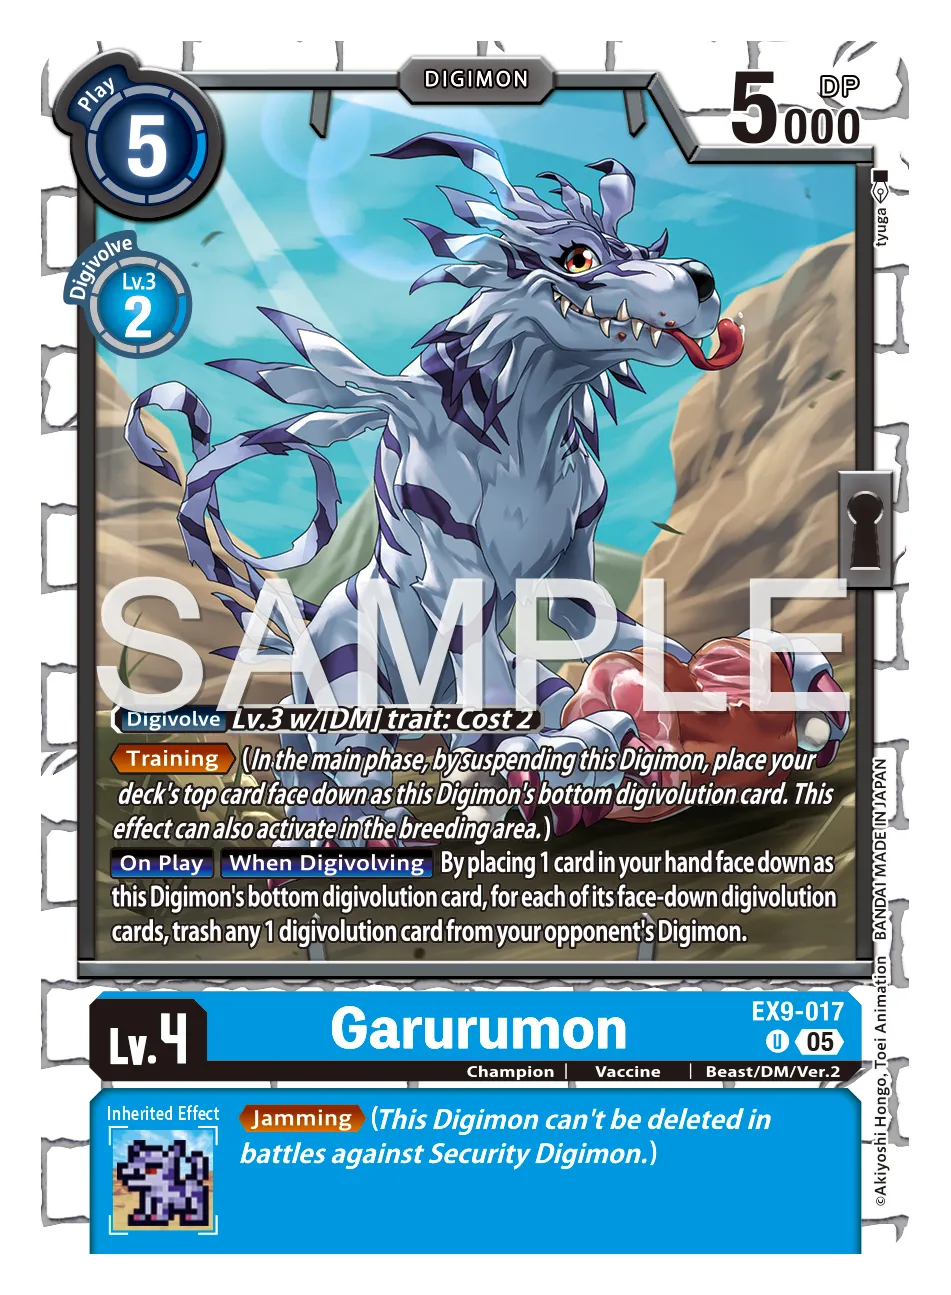 DIGIMON
Play
5
DP
5000
Digivolve
Lv.3
2
tyuga
SAMPLE
Digivolve Lv.3 w/[DM] trait: Cost 2
Training (In the main phase, by suspending this Digimon, place your
deck's top card face down as this Digimon's bottom digivolution card. This
effect can also activate in the breeding area.)
On Play When Digivolving By placing 1 card in your hand face down as
this Digimon's bottom digivolution card, for each of its face-down digivolution
cards, trash any 1 digivolution card from your opponent's Digimon.
©Akiyoshi Hongo, Toei Animation BANDAI MADE IN JAPAN
Lv.4
Garurumon
EX9-017
U 05
Champion | Vaccine | Beast/DM/Ver.2
Inherited Effect
Jamming (This Digimon can't be deleted in
battles against Security Digimon.)